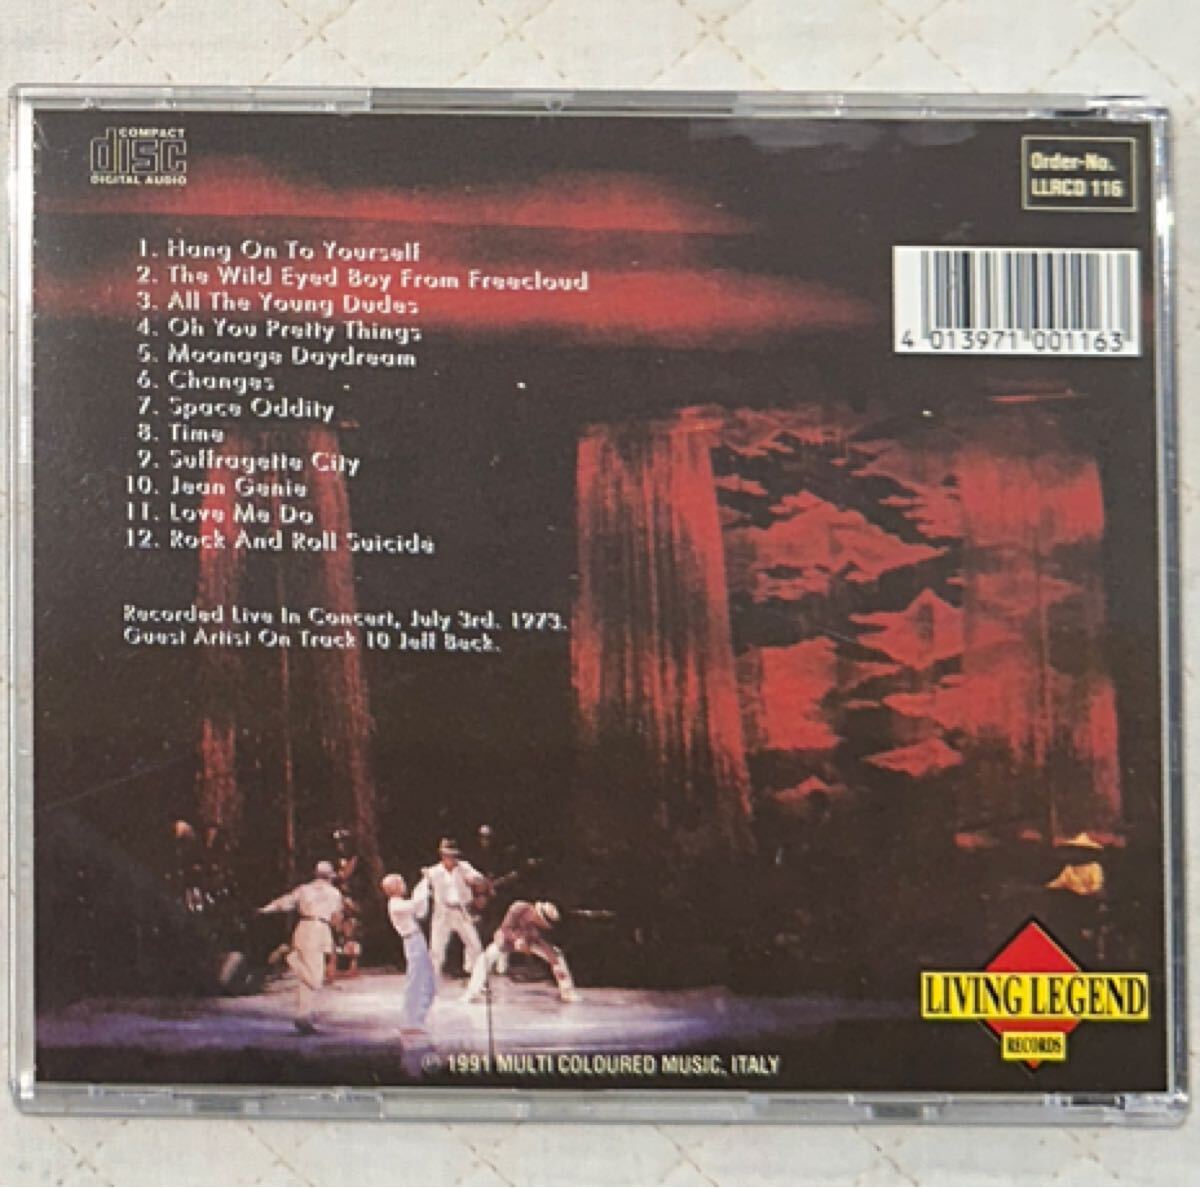 COMPACT
disc
DIGITAL AUDIO
Order-No.
LLRCD 116
4 013971 001163
1. Hang On To Yourself
2. The Wild Eyed Boy From Freecloud
3. All The Young Dudes
4. Oh You Pretty Things
5. Moonage Daydream
6. Changes
7. Space Oddity
8. Time
9. Suffragette City
10. Jean Genie
11. Love Me Do
12. Rock And Roll Suicide
Recorded Live In Concert, July 3rd. 1973.
Guest Artist On Track 10 Jeff Beck.
LIVING LEGEND
RECORDS
℗ 1991 MULTI COLOURED MUSIC, ITALY